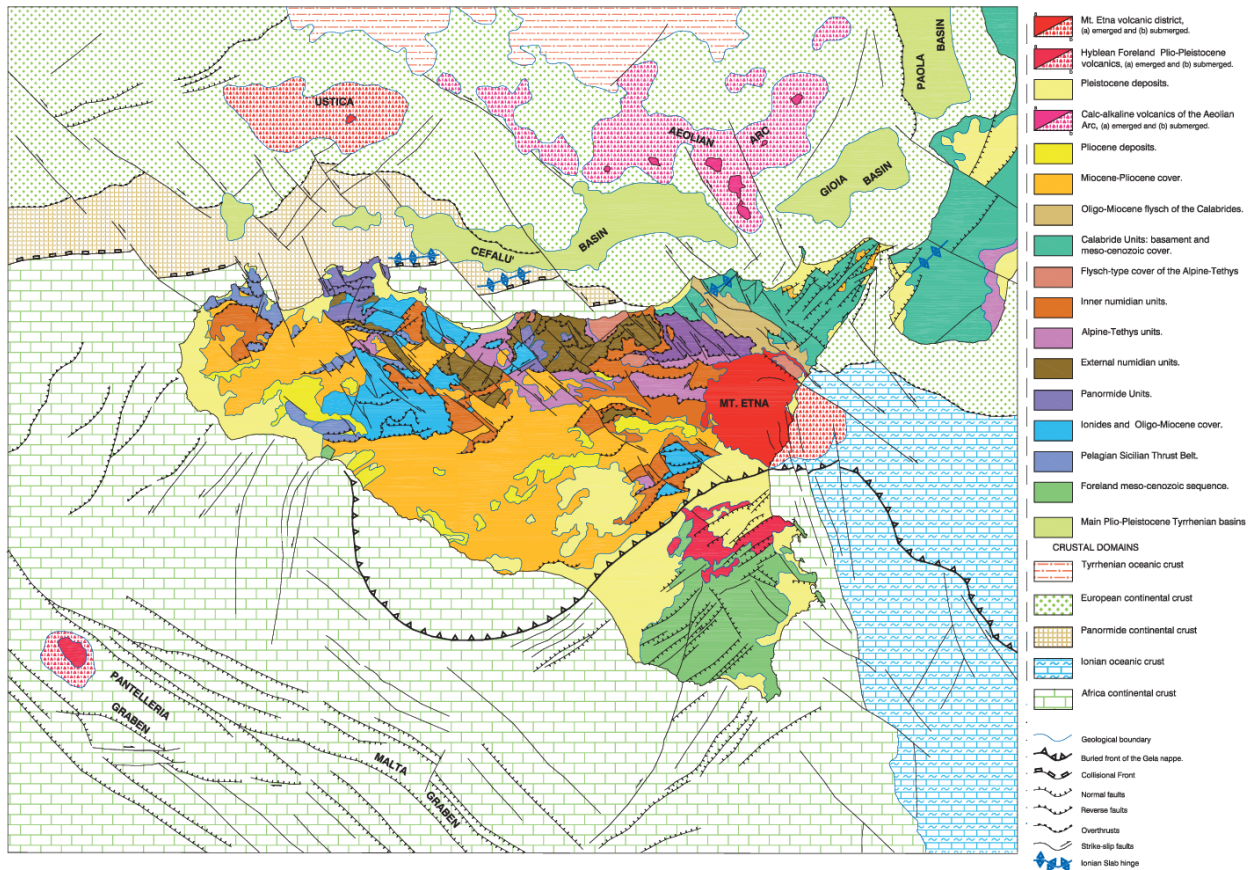 USTICA
AEOLIAN
ARC
PAOLA
BASIN
GIOIA
BASIN
CEFALU'
BASIN
MT. ETNA
PANTELLERIA
GRABEN
MALTA
GRABEN
Mt. Etna volcanic district,
(a) emerged and (b) submerged.
Hyblean Foreland Plio-Pleistocene
volcanics, (a) emerged and (b) submerged.
Pleistocene deposits.
Calc-alkaline volcanics of the Aeolian
Arc, (a) emerged and (b) submerged.
Pliocene deposits.
Miocene-Pliocene cover.
Oligo-Miocene flysch of the Calabrides.
Calabride Units: basament and
meso-cenozoic cover.
Flysch-type cover of the Alpine-Tethys
Inner numidian units.
Alpine-Tethys units.
External numidian units.
Panormide Units.
Ionides and Oligo-Miocene cover.
Pelagian Sicilian Thrust Belt.
Foreland meso-cenozoic sequence.
Main Plio-Pleistocene Tyrrhenian basins
CRUSTAL DOMAINS
Tyrrhenian oceanic crust
European continental crust
Panormide continental crust
Ionian oceanic crust
Africa continental crust
Geological boundary
Buried front of the Gela nappe.
Collisional Front
Normal faults
Reverse faults
Overthrusts
Strike-slip faults
Ionian Slab hinge